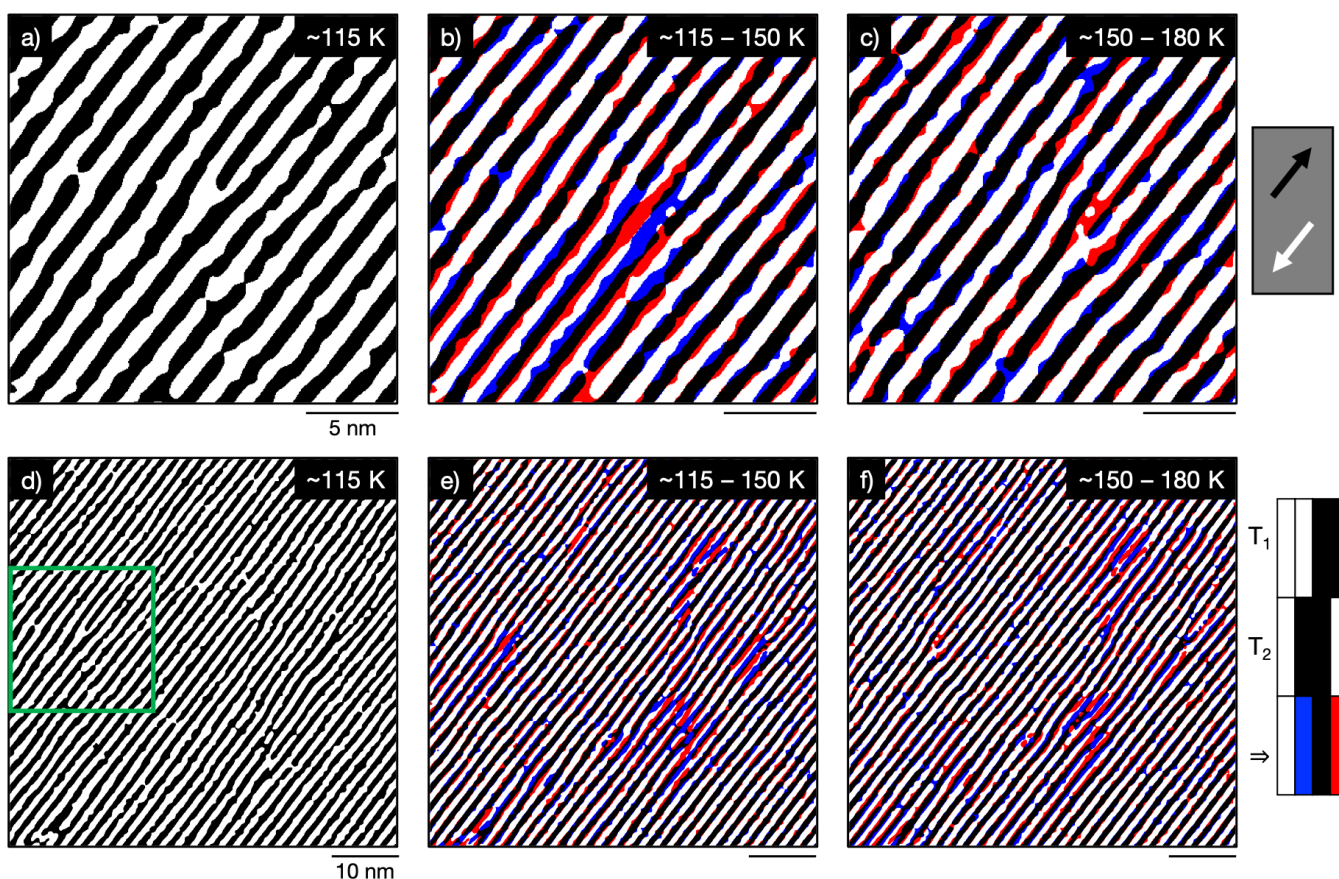 a)
~115 K
b)
~115 – 150 K
c)
~150 – 180 K
5 nm
d)
~115 K
e)
~115 – 150 K
f)
~150 – 180 K
T₁
T₂
⇒
10 nm